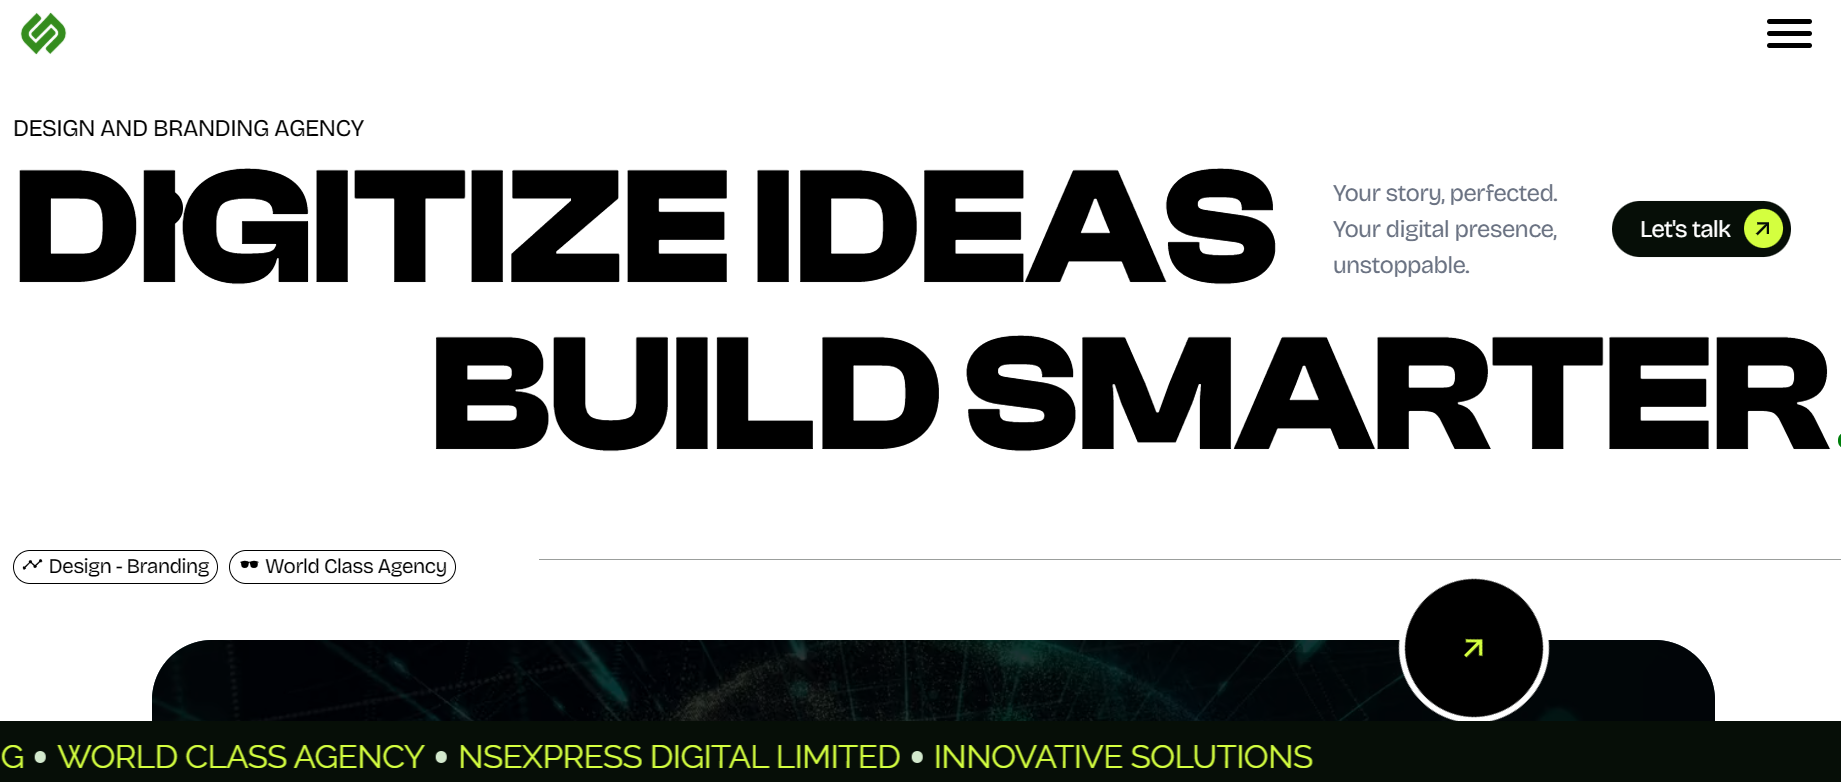 DESIGN AND BRANDING AGENCY
DIGITIZE IDEAS
Your story, perfected.
Your digital presence,
unstoppable.
Let's talk
BUILD SMARTER.
Design - Branding
World Class Agency
G • WORLD CLASS AGENCY • NSEXPRESS DIGITAL LIMITED • INNOVATIVE SOLUTIONS